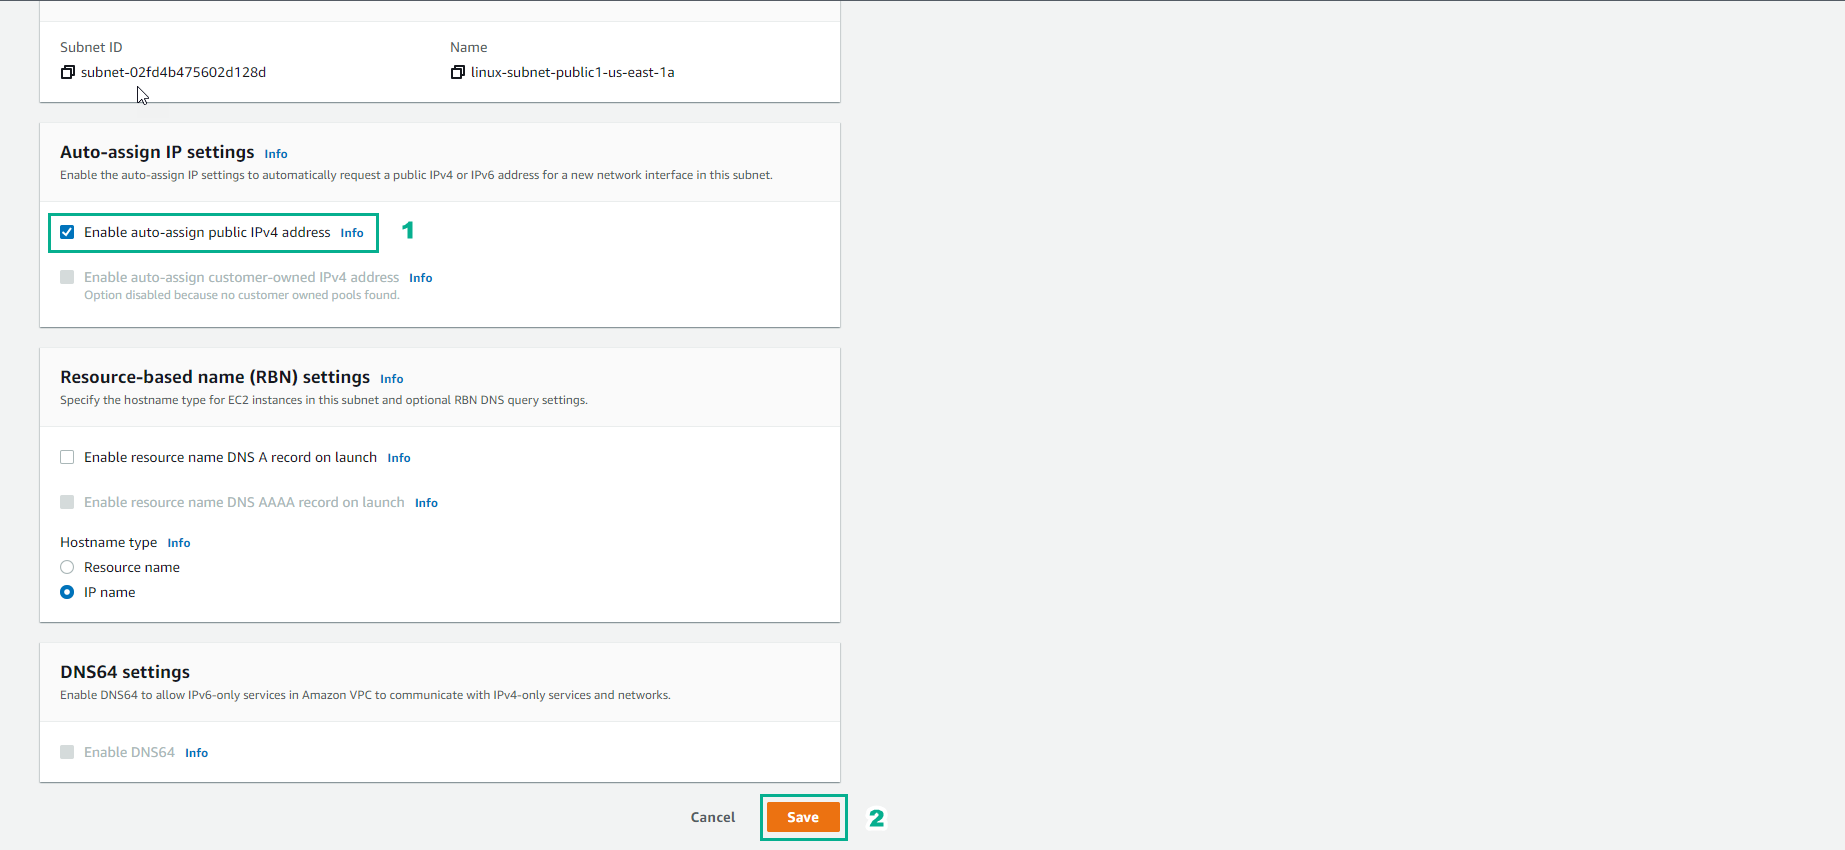 Subnet ID
subnet-02fd4b475602d128d
Name
linux-subnet-public1-us-east-1a
Auto-assign IP settings Info
Enable the auto-assign IP settings to automatically request a public IPv4 or IPv6 address for a new network interface in this subnet.
Enable auto-assign public IPv4 address Info 1
Enable auto-assign customer-owned IPv4 address Info
Option disabled because no customer owned pools found.
Resource-based name (RBN) settings Info
Specify the hostname type for EC2 instances in this subnet and optional RBN DNS query settings.
Enable resource name DNS A record on launch Info
Enable resource name DNS AAAA record on launch Info
Hostname type Info
Resource name
IP name
DNS64 settings
Enable DNS64 to allow IPv6-only services in Amazon VPC to communicate with IPv4-only services and networks.
Enable DNS64 Info
Cancel Save 2